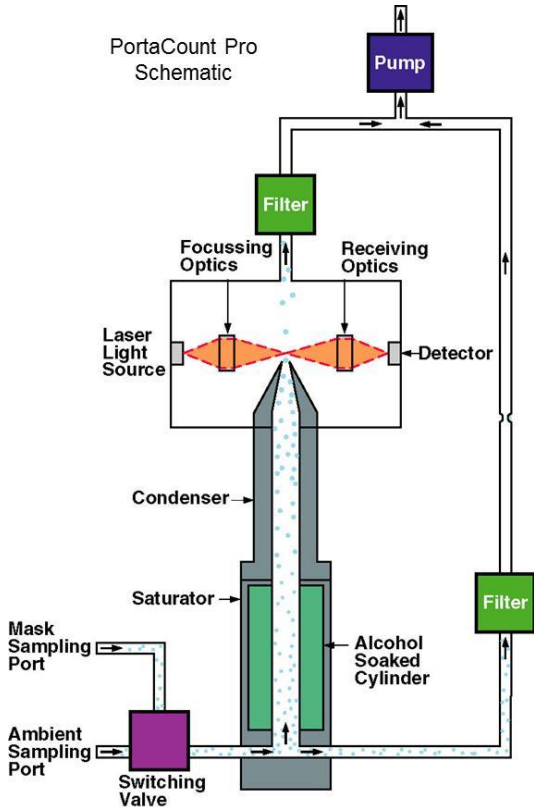 PortaCount Pro
Schematic
Pump
Filter
Focussing
Optics
Receiving
Optics
Laser
Light
Source
Detector
Condenser
Saturator
Filter
Mask
Sampling
Port
Alcohol
Soaked
Cylinder
Ambient
Sampling
Port
Switching
Valve